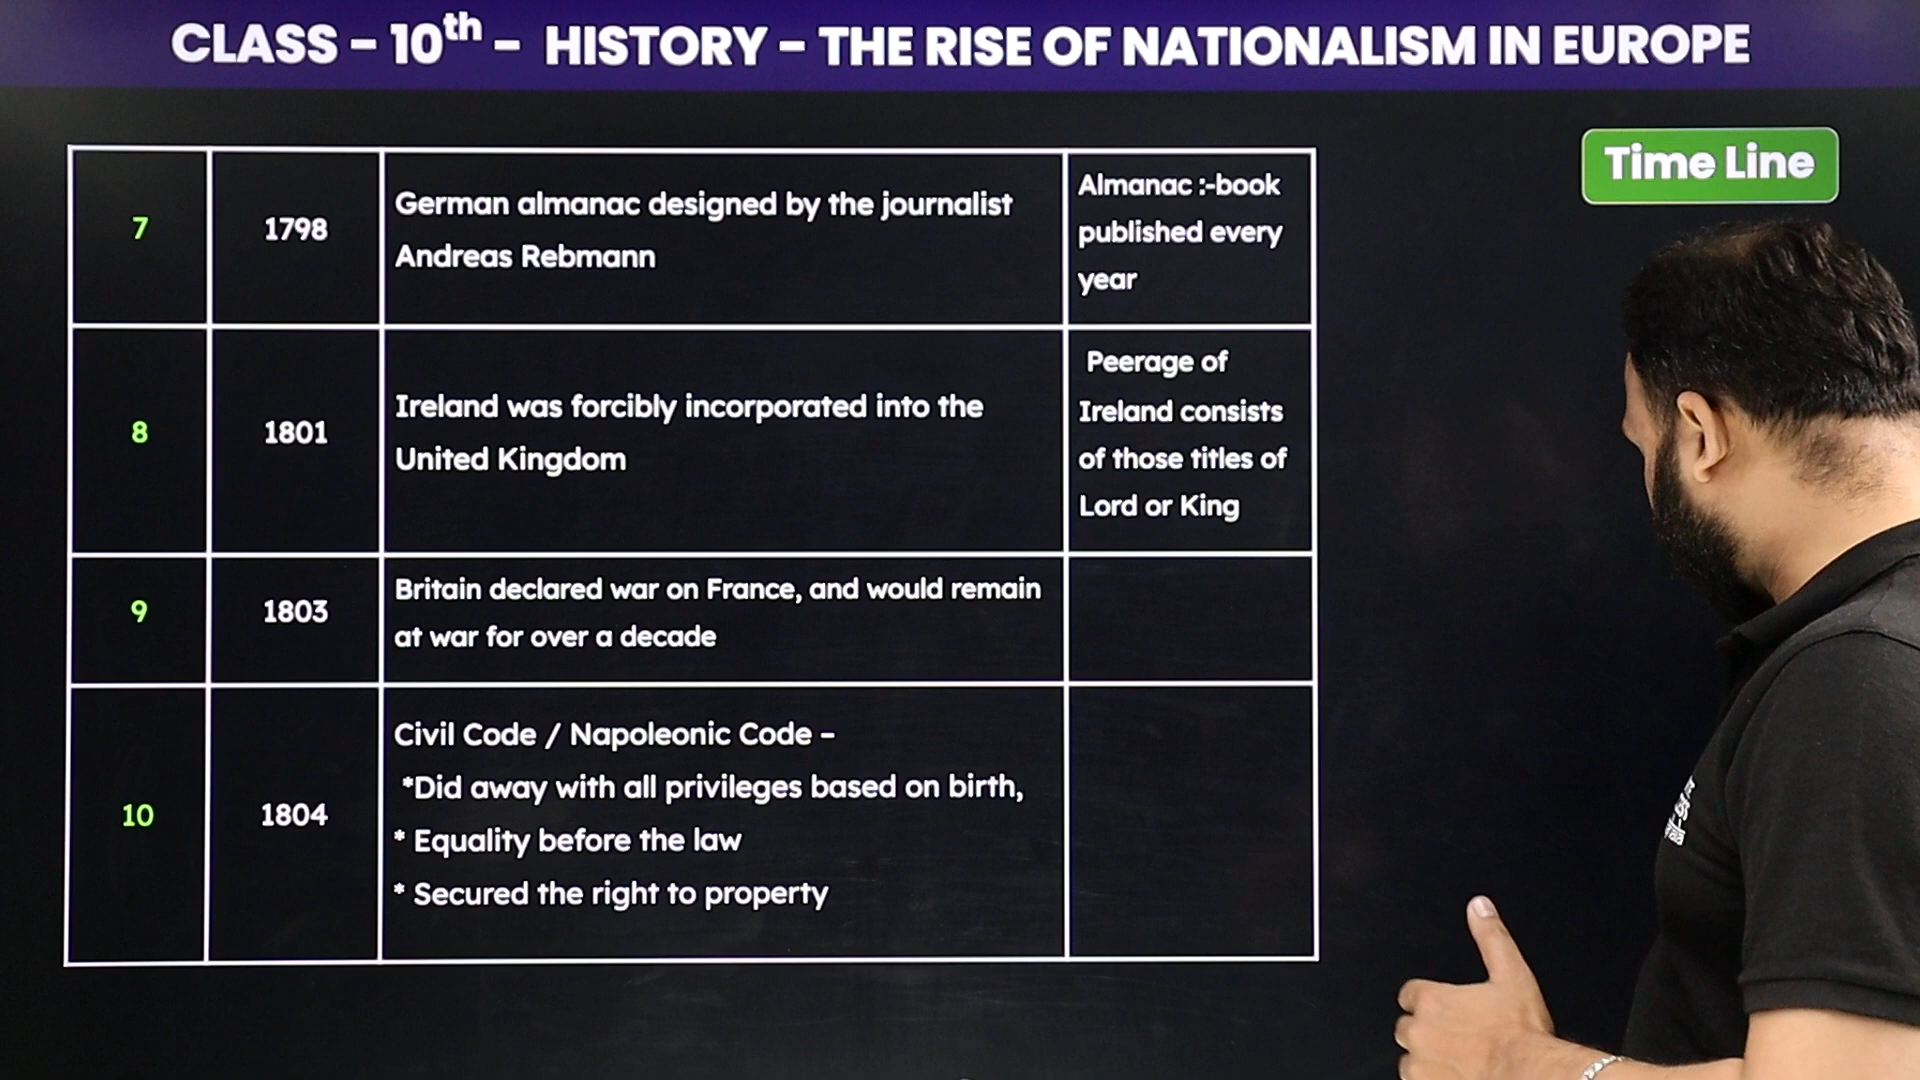 CLASS – 10th – HISTORY – THE RISE OF NATIONALISM IN EUROPE
Time Line
7
1798
German almanac designed by the journalist
Andreas Rebmann
Almanac :-book
published every
year
8
1801
Ireland was forcibly incorporated into the
United Kingdom
Peerage of
Ireland consists
of those titles of
Lord or King
9
1803
Britain declared war on France, and would remain
at war for over a decade
10
1804
Civil Code / Napoleonic Code –
*Did away with all privileges based on birth,
* Equality before the law
* Secured the right to property